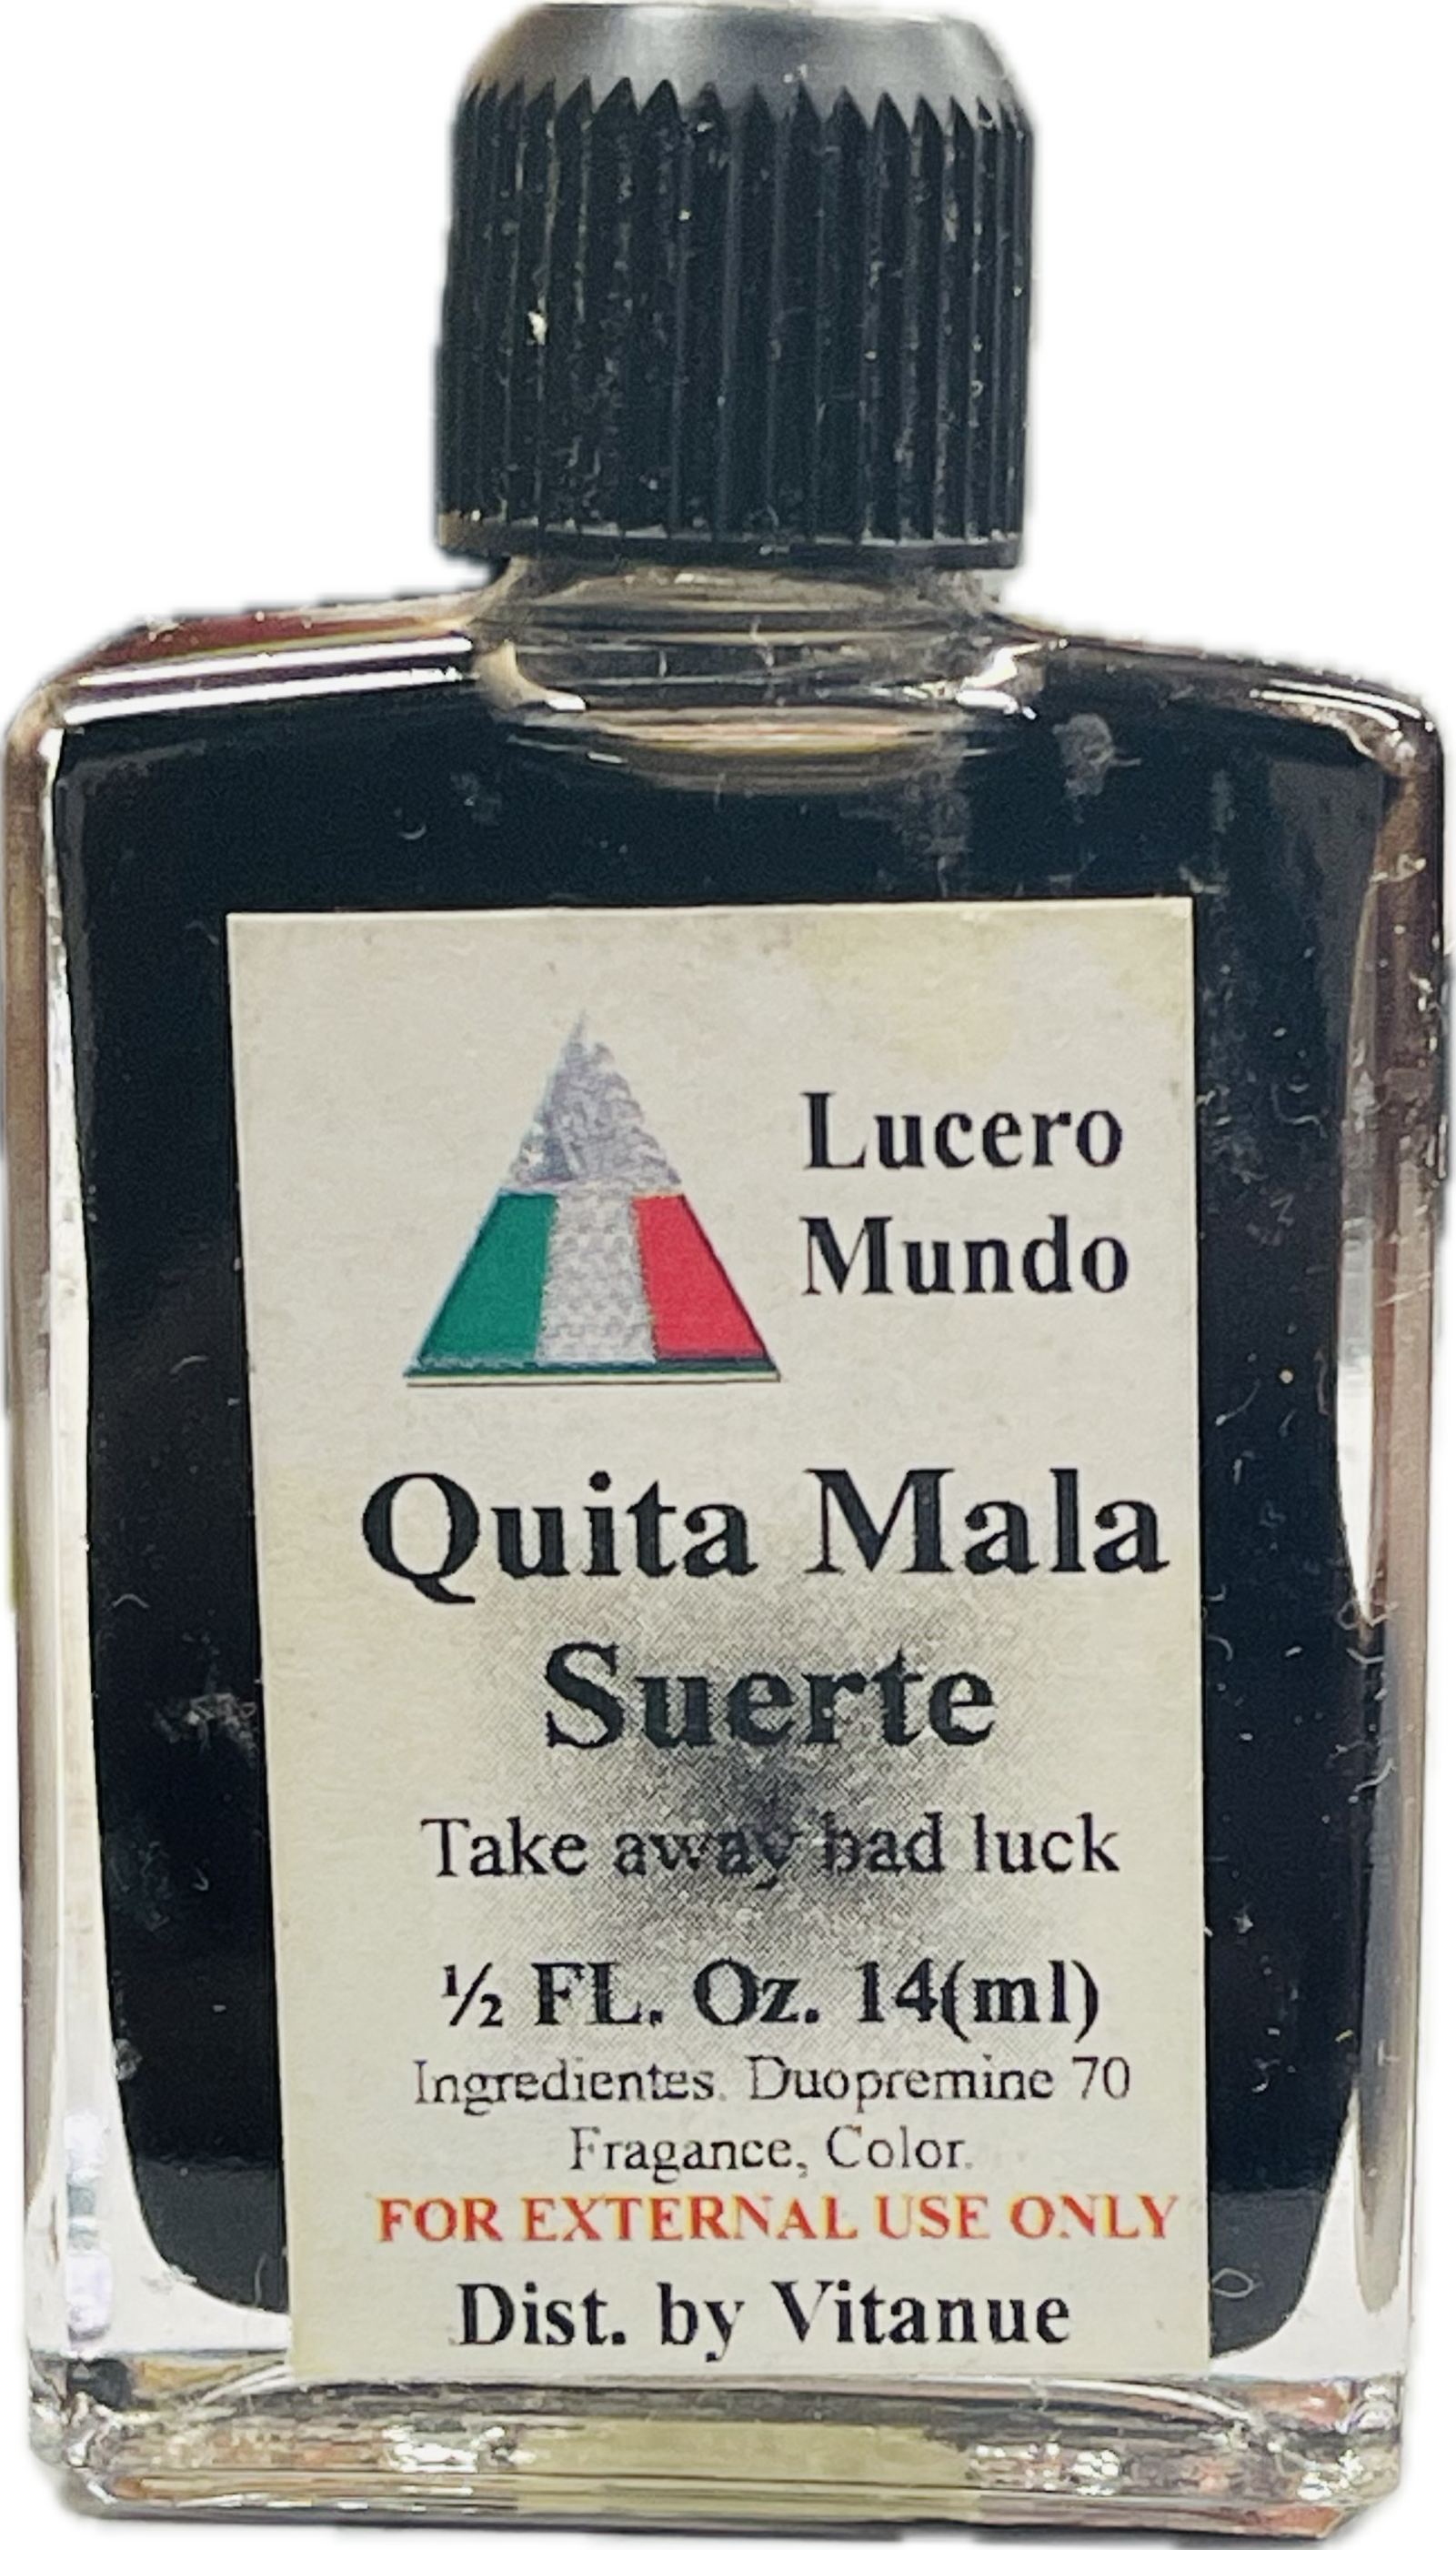 Lucero
Mundo
Quita Mala
Suerte
Take away bad luck
½ FL. Oz. 14(ml)
Ingredientes. Duopremine 70
Fragance, Color.
FOR EXTERNAL USE ONLY
Dist. by Vitanue